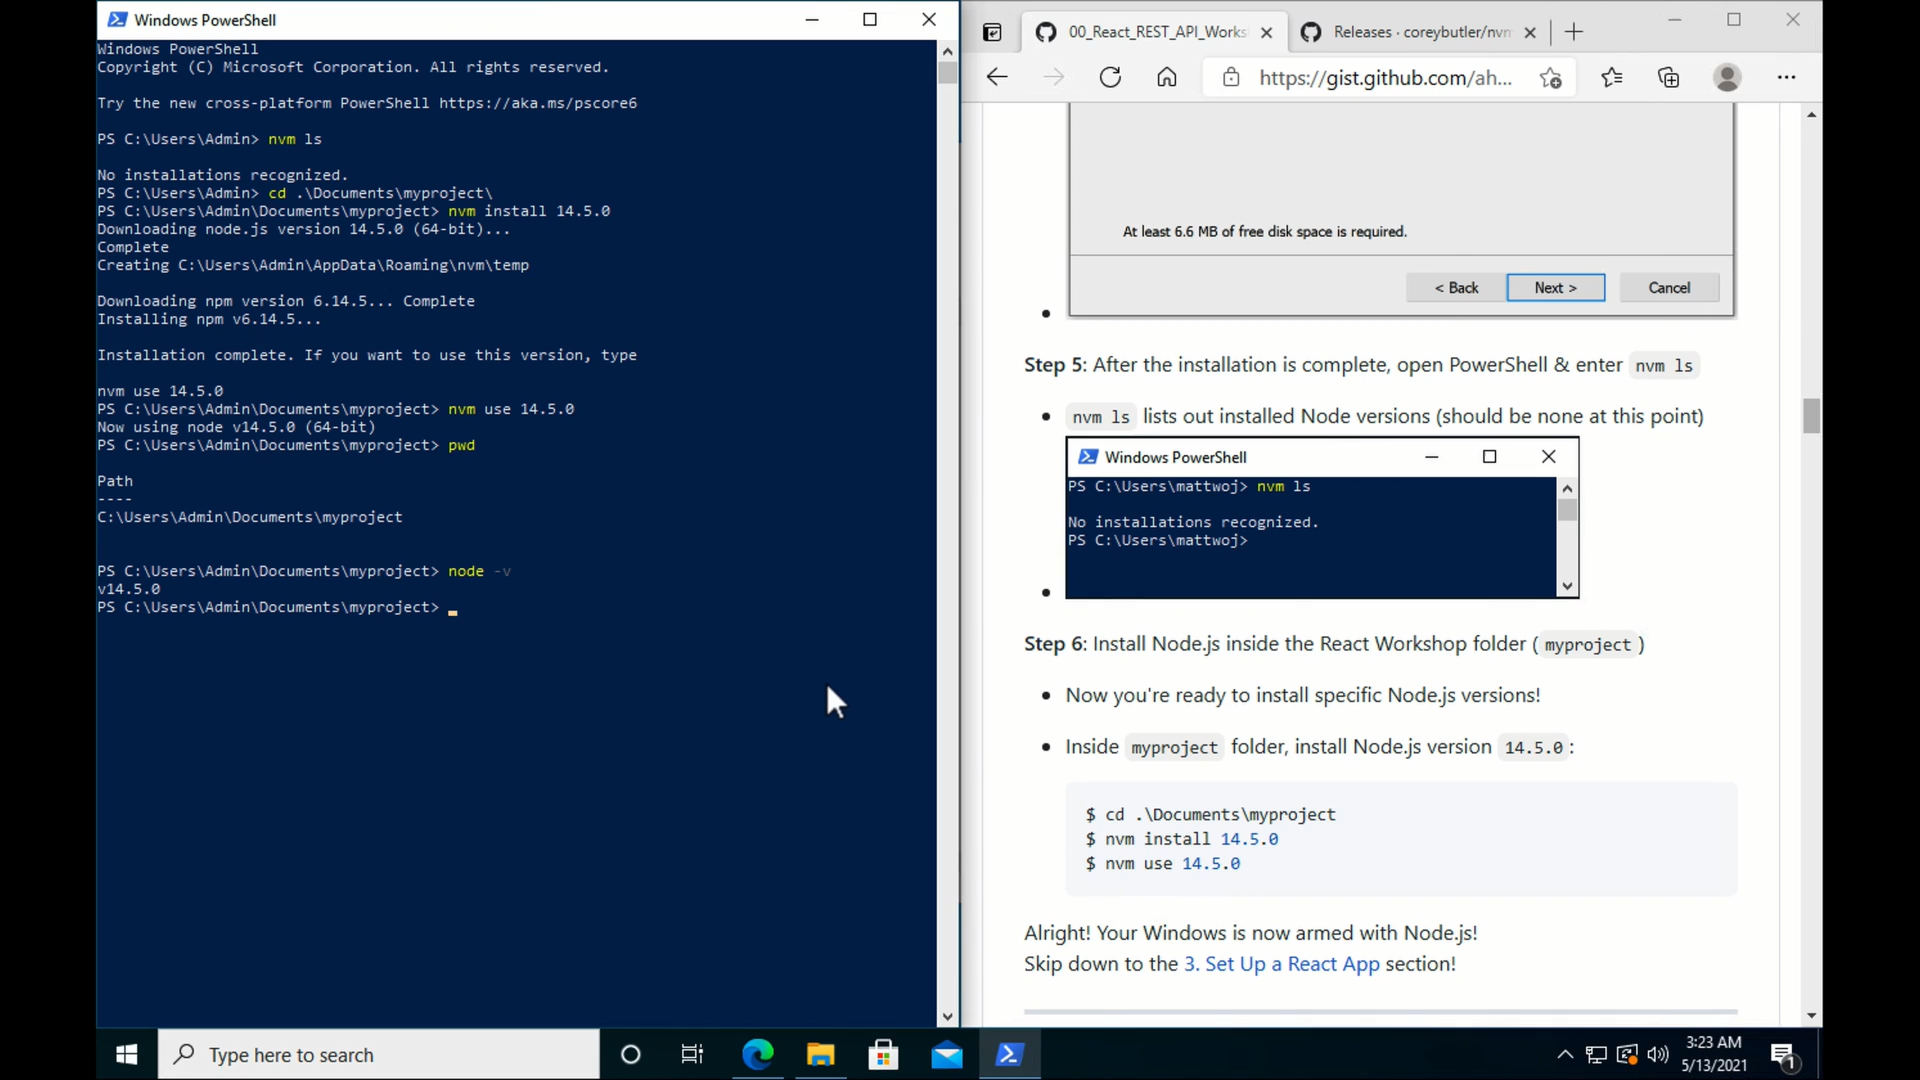 Windows PowerShell
Windows PowerShell
Copyright (C) Microsoft Corporation. All rights reserved.
Try the new cross-platform PowerShell https://aka.ms/pscore6
PS C:\Users\Admin> nvm ls
No installations recognized.
PS C:\Users\Admin> cd .\Documents\myproject\
PS C:\Users\Admin\Documents\myproject> nvm install 14.5.0
Downloading node.js version 14.5.0 (64-bit)...
Complete
Creating C:\Users\Admin\AppData\Roaming\nvm\temp
Downloading npm version 6.14.5... Complete
Installing npm v6.14.5...
Installation complete. If you want to use this version, type
nvm use 14.5.0
PS C:\Users\Admin\Documents\myproject> nvm use 14.5.0
Now using node v14.5.0 (64-bit)
PS C:\Users\Admin\Documents\myproject> pwd
Path
----
C:\Users\Admin\Documents\myproject
PS C:\Users\Admin\Documents\myproject> node -v
v14.5.0
PS C:\Users\Admin\Documents\myproject>
00_React_REST_API_Works
Releases · coreybutler/nvm
https://gist.github.com/ah...
At least 6.6 MB of free disk space is required.
< Back Next > Cancel
Step 5: After the installation is complete, open PowerShell & enter nvm ls
• nvm ls lists out installed Node versions (should be none at this point)
Windows PowerShell
PS C:\Users\mattwoj> nvm ls
No installations recognized.
PS C:\Users\mattwoj>
Step 6: Install Node.js inside the React Workshop folder ( myproject )
• Now you're ready to install specific Node.js versions!
• Inside myproject folder, install Node.js version 14.5.0 :
$ cd .\Documents\myproject
$ nvm install 14.5.0
$ nvm use 14.5.0
Alright! Your Windows is now armed with Node.js!
Skip down to the 3. Set Up a React App section!
Type here to search
3:23 AM
5/13/2021
1